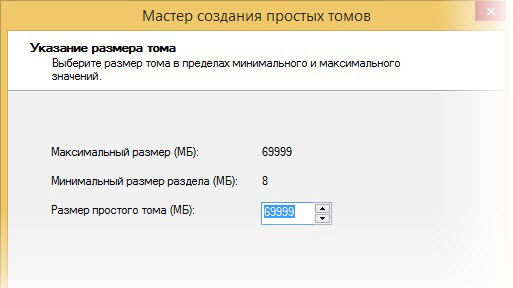 Мастер создания простых томов
Указание размера тома
Выберите размер тома в пределах минимального и максимального
значений.
Максимальный размер (МБ): 69999
Минимальный размер раздела (МБ): 8
Размер простого тома (МБ): 69999